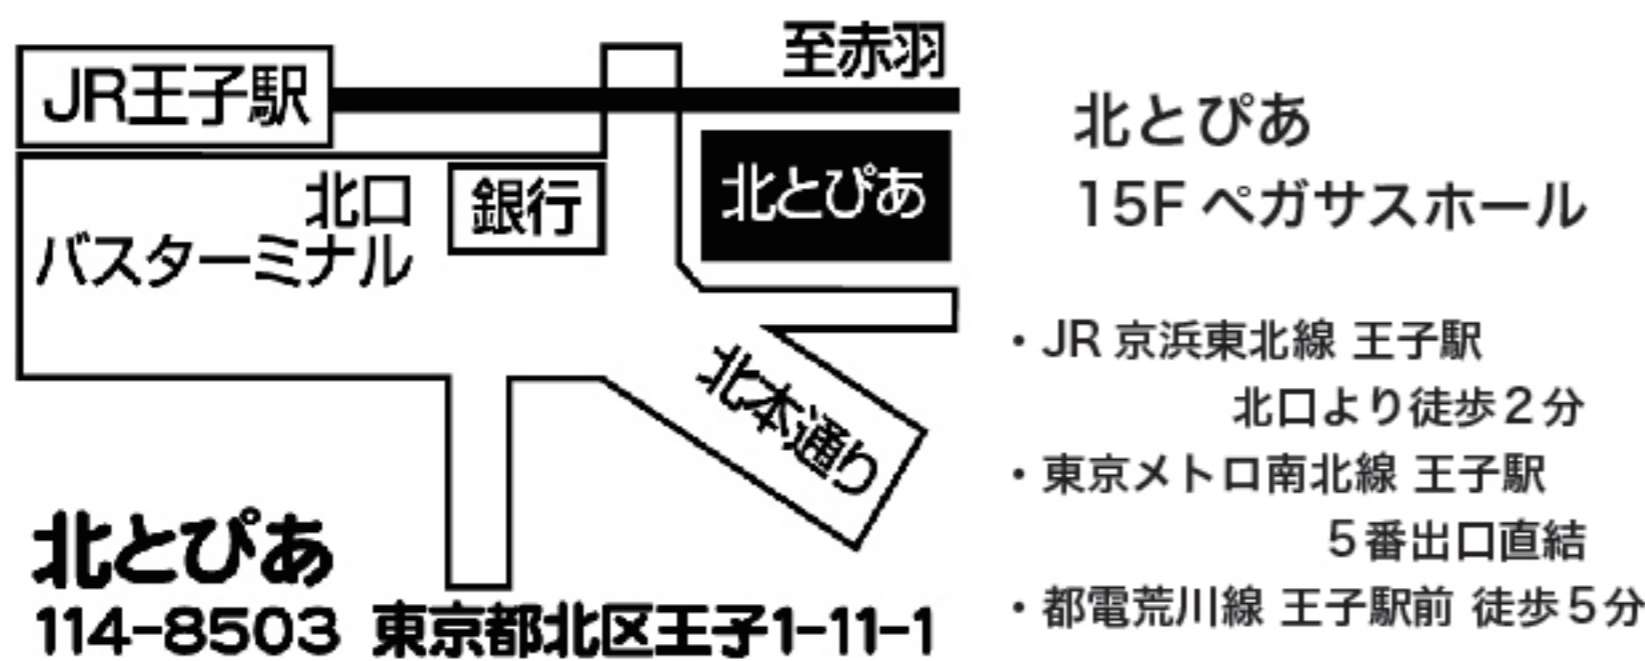 JR王子駅
至赤羽
北口
バスターミナル
銀行
北とぴあ
北本通り
北とぴあ
114-8503 東京都北区王子1-11-1
北とぴあ
15F ペガサスホール
・JR 京浜東北線 王子駅
北口より徒歩2分
・東京メトロ南北線 王子駅
5番出口直結
・都電荒川線 王子駅前 徒歩5分